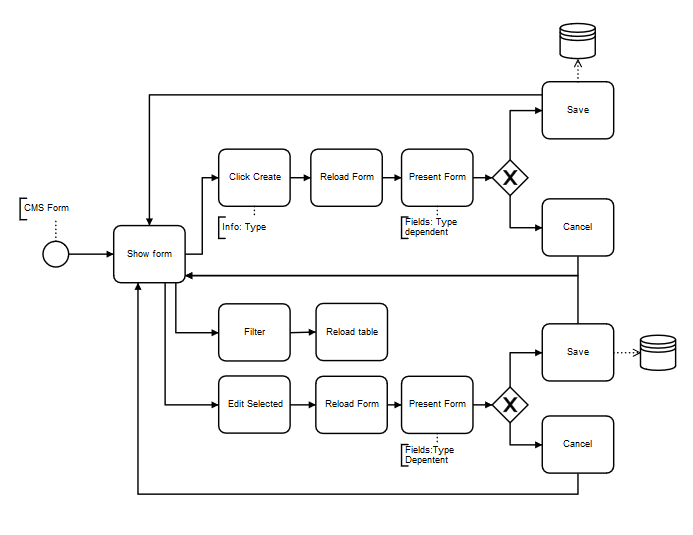 Save
Click Create
Reload Form
Present Form
X
CMS Form
Info: Type
Fields: Type
dependent
Cancel
Show form
Filter
Reload table
Save
Edit Selected
Reload Form
Present Form
X
Fields:Type
Depentent
Cancel